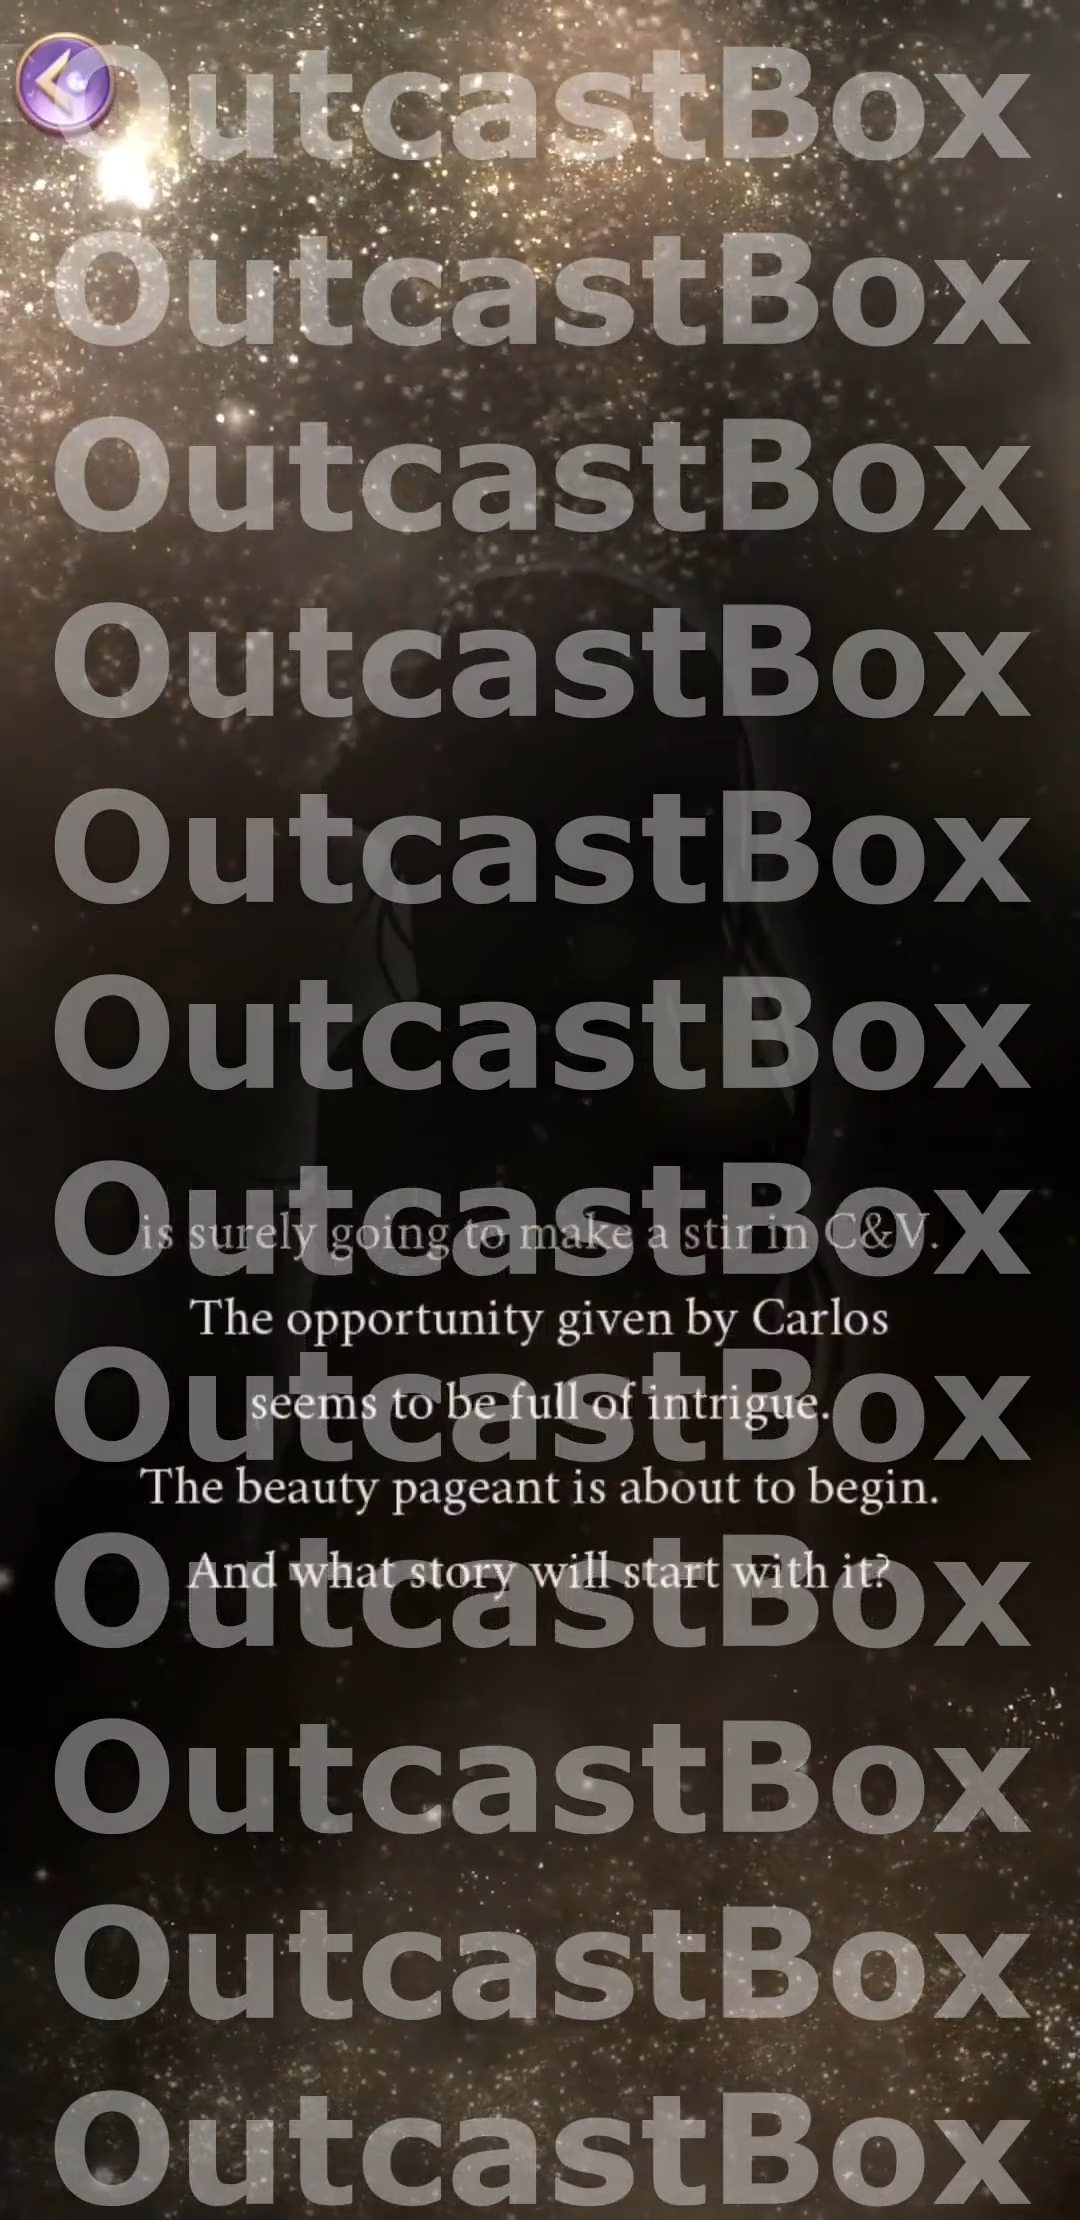 OutcastBox
OutcastBox
OutcastBox
OutcastBox
OutcastBox
OutcastBox
OutcastBox
is surely going to make a stir in C&V.
The opportunity given by Carlos
OutcastBox
seems to be full of intrigue.
The beauty pageant is about to begin.
OutcastBox
And what story will start with it?
OutcastBox
OutcastBox
OutcastBox